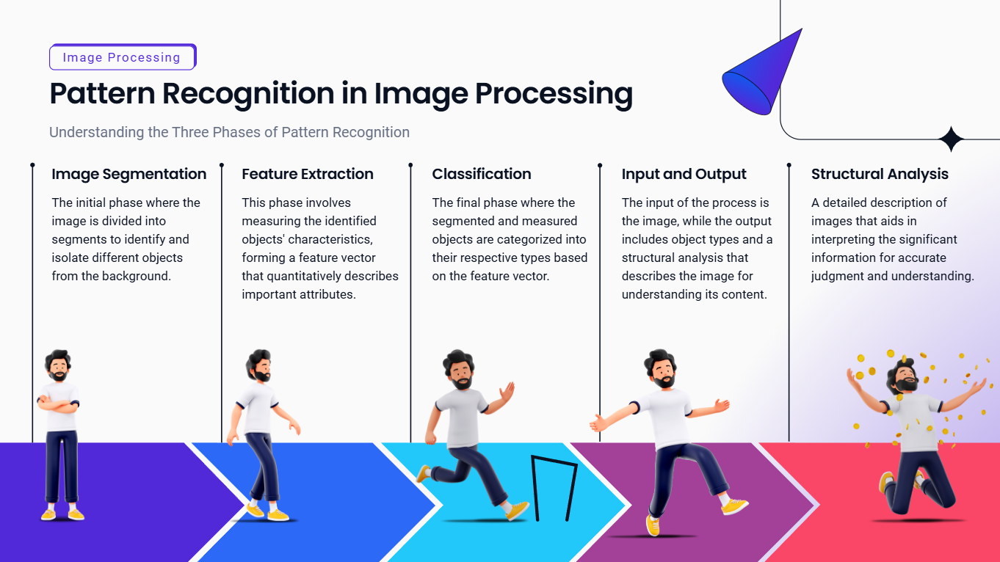 Image Processing
Pattern Recognition in Image Processing
Understanding the Three Phases of Pattern Recognition
Image Segmentation
The initial phase where the
image is divided into
segments to identify and
isolate different objects
from the background.
Feature Extraction
This phase involves
measuring the identified
objects' characteristics,
forming a feature vector
that quantitatively describes
important attributes.
Classification
The final phase where the
segmented and measured
objects are categorized into
their respective types based
on the feature vector.
Input and Output
The input of the process is
the image, while the output
includes object types and a
structural analysis that
describes the image for
understanding its content.
Structural Analysis
A detailed description of
images that aids in
interpreting the significant
information for accurate
judgment and understanding.